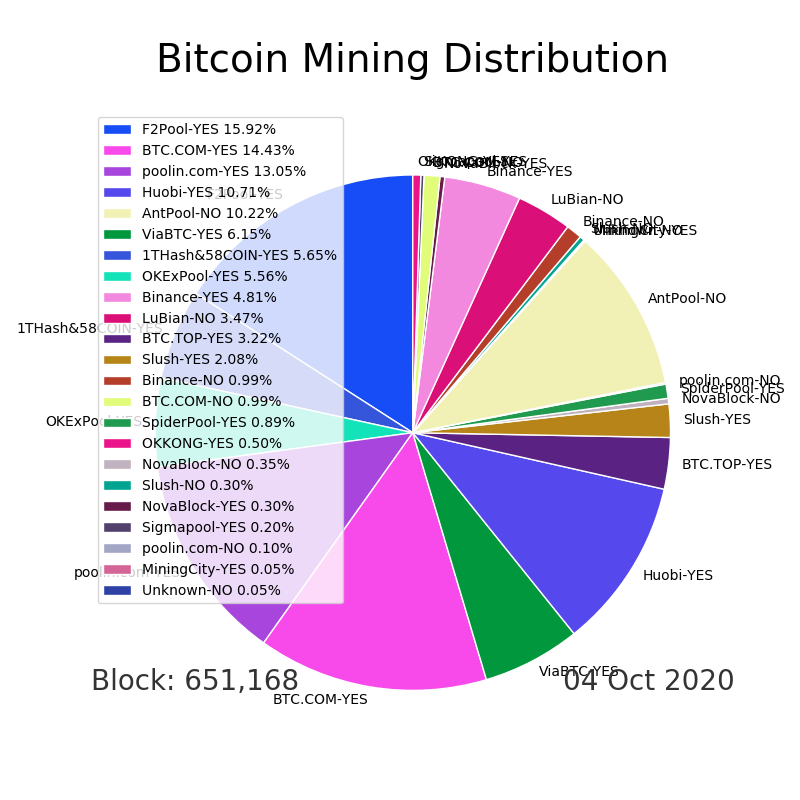 Bitcoin Mining Distribution
F2Pool-YES 15.92%
BTC.COM-YES 14.43%
poolin.com-YES 13.05%
Huobi-YES 10.71%
AntPool-NO 10.22%
ViaBTC-YES 6.15%
1THash&58COIN-YES 5.65%
OKExPool-YES 5.56%
Binance-YES 4.81%
LuBian-NO 3.47%
BTC.TOP-YES 3.22%
Slush-YES 2.08%
Binance-NO 0.99%
BTC.COM-NO 0.99%
SpiderPool-YES 0.89%
OKKONG-YES 0.50%
NovaBlock-NO 0.35%
Slush-NO 0.30%
NovaBlock-YES 0.30%
Sigmapool-YES 0.20%
poolin.com-NO 0.10%
MiningCity-YES 0.05%
Unknown-NO 0.05%
Binance-YES
LuBian-NO
Binance-NO
AntPool-NO
poolin.com-NO
SpiderPool-YES
NovaBlock-NO
Slush-YES
BTC.TOP-YES
Huobi-YES
ViaBTC-YES
BTC.COM-YES
poolin.com-YES
OKExPool-YES
1THash&58COIN-YES
F2Pool-YES
Block: 651,168
04 Oct 2020